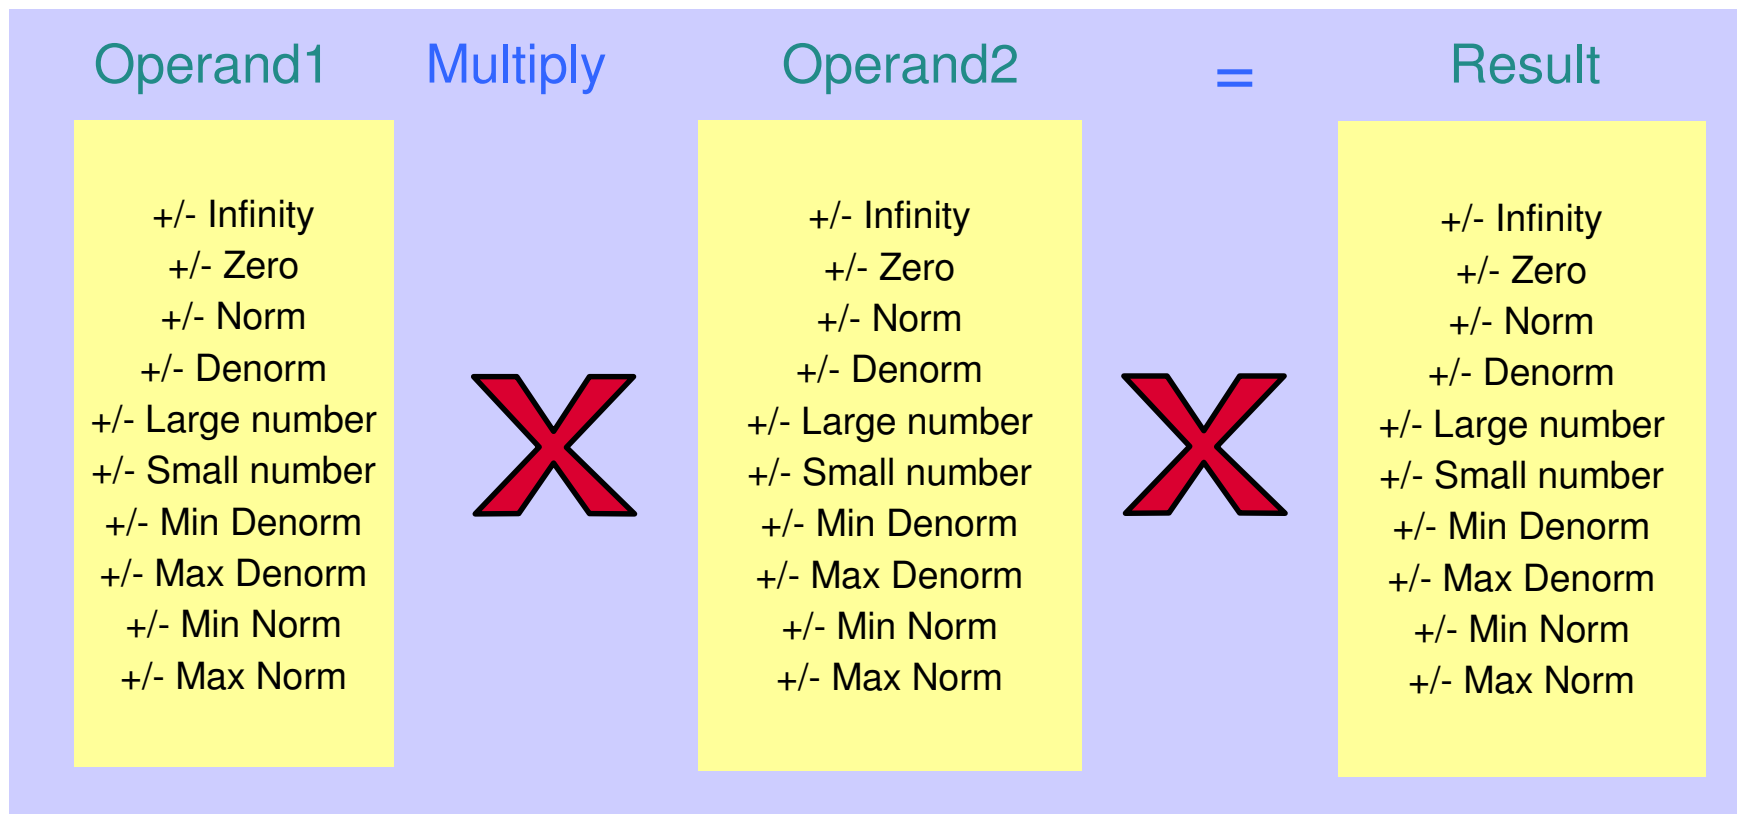 Operand1 Multiply Operand2 = Result
+/- Infinity
+/- Zero
+/- Norm
+/- Denorm
+/- Large number
+/- Small number
+/- Min Denorm
+/- Max Denorm
+/- Min Norm
+/- Max Norm
X
+/- Infinity
+/- Zero
+/- Norm
+/- Denorm
+/- Large number
+/- Small number
+/- Min Denorm
+/- Max Denorm
+/- Min Norm
+/- Max Norm
X
+/- Infinity
+/- Zero
+/- Norm
+/- Denorm
+/- Large number
+/- Small number
+/- Min Denorm
+/- Max Denorm
+/- Min Norm
+/- Max Norm